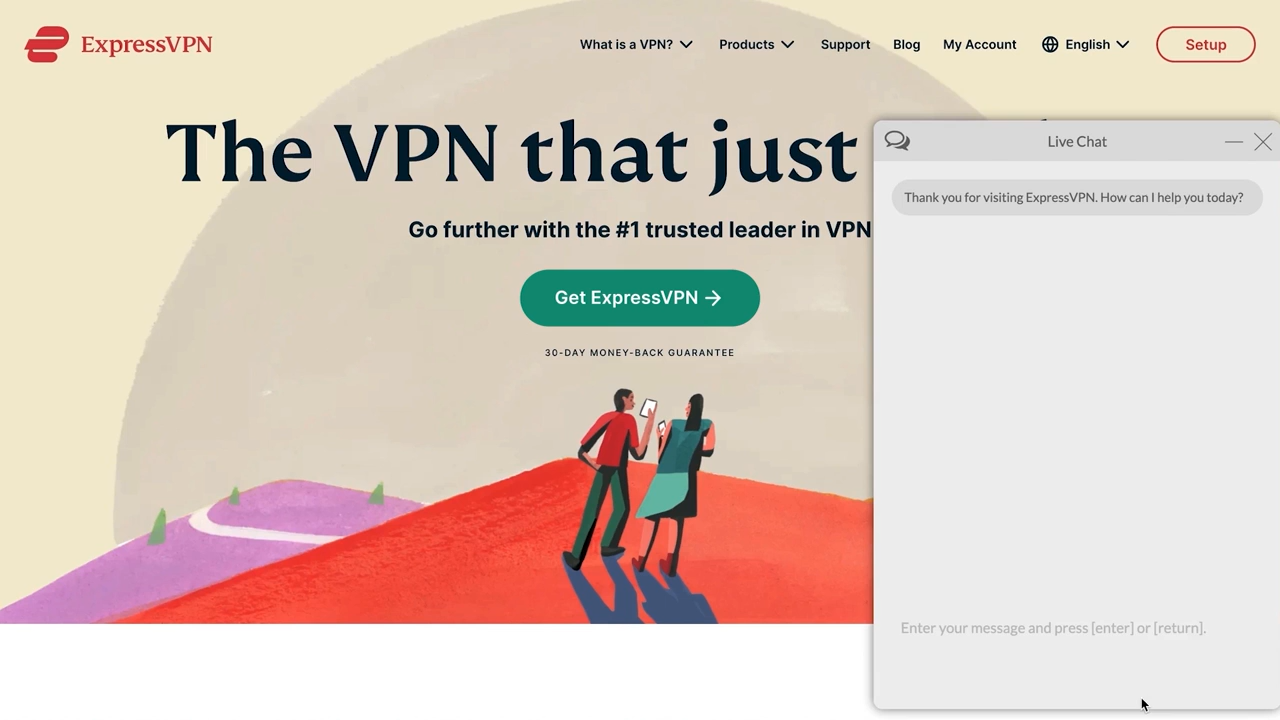 ExpressVPN
What is a VPN?
Products
Support
Blog
My Account
English
Setup
The VPN that just
Go further with the #1 trusted leader in VPN
Get ExpressVPN →
30-DAY MONEY-BACK GUARANTEE
Live Chat
Thank you for visiting ExpressVPN. How can I help you today?
Enter your message and press [enter] or [return].